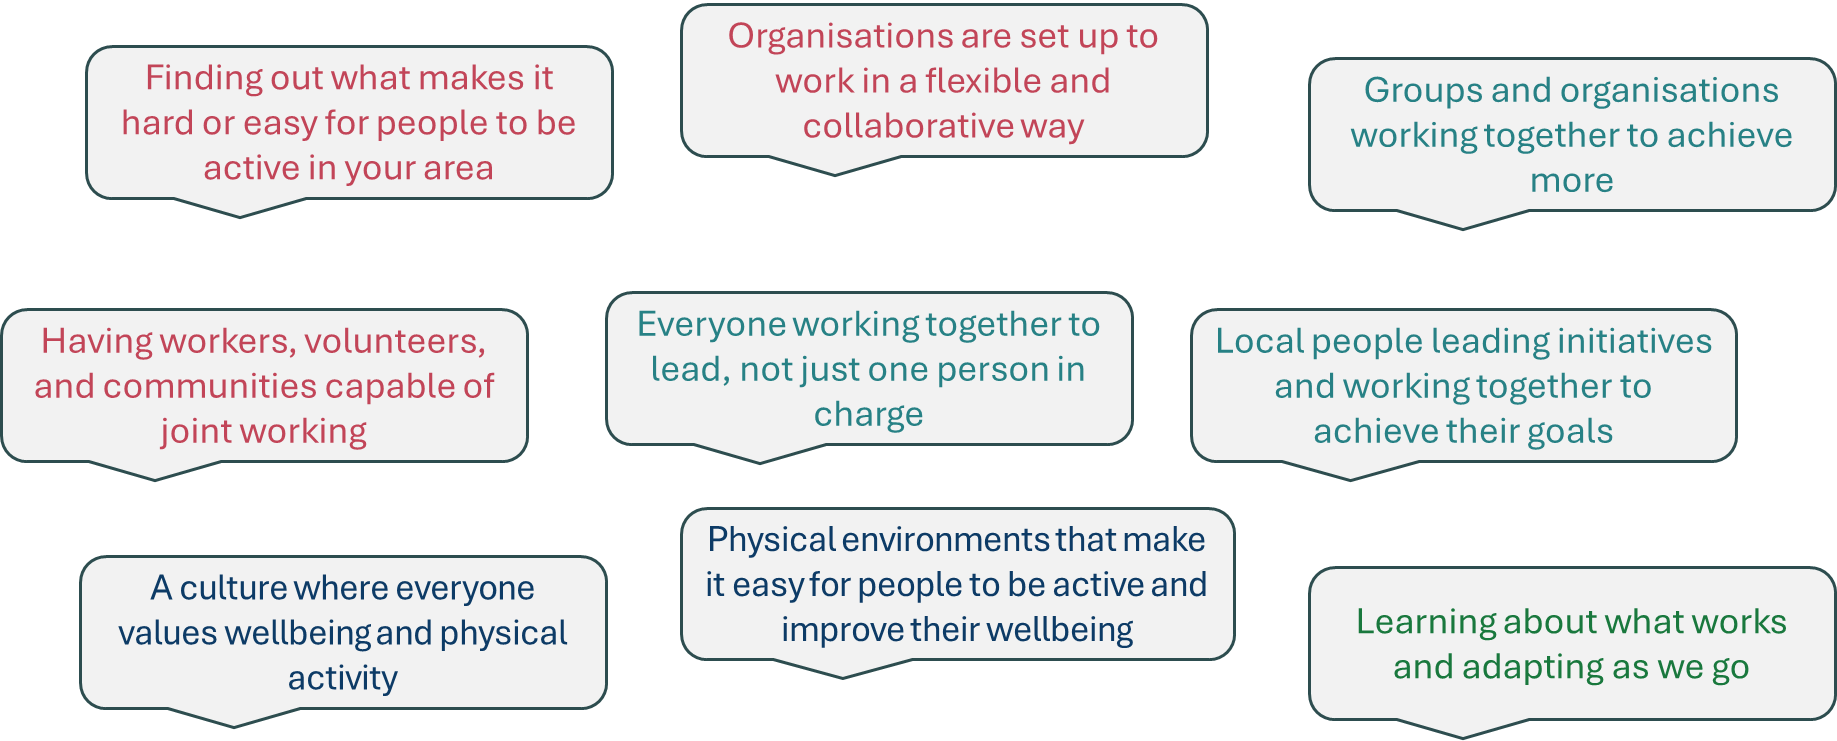 Finding out what makes it
hard or easy for people to be
active in your area
Organisations are set up to
work in a flexible and
collaborative way
Groups and organisations
working together to achieve
more
Having workers, volunteers,
and communities capable of
joint working
Everyone working together to
lead, not just one person in
charge
Local people leading initiatives
and working together to
achieve their goals
A culture where everyone
values wellbeing and physical
activity
Physical environments that make
it easy for people to be active and
improve their wellbeing
Learning about what works
and adapting as we go